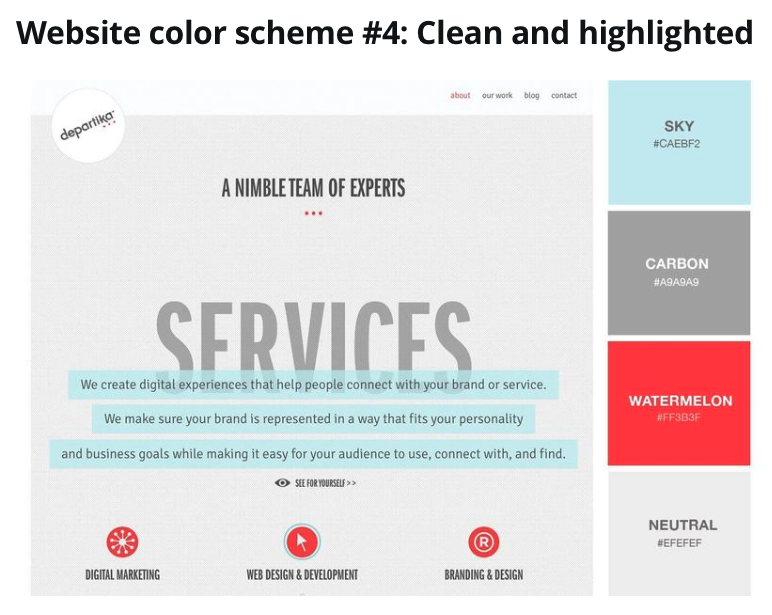 Website color scheme #4: Clean and highlighted
departika
about our work blog contact
A NIMBLE TEAM OF EXPERTS
SERVICES
We create digital experiences that help people connect with your brand or service.
We make sure your brand is represented in a way that fits your personality
and business goals while making it easy for your audience to use, connect with, and find.
SEE FOR YOURSELF >>
R
DIGITAL MARKETING
WEB DESIGN & DEVELOPMENT
BRANDING & DESIGN
SKY
#CAEBF2
CARBON
#A9A9A9
WATERMELON
#FF3B3F
NEUTRAL
#EFEFEF